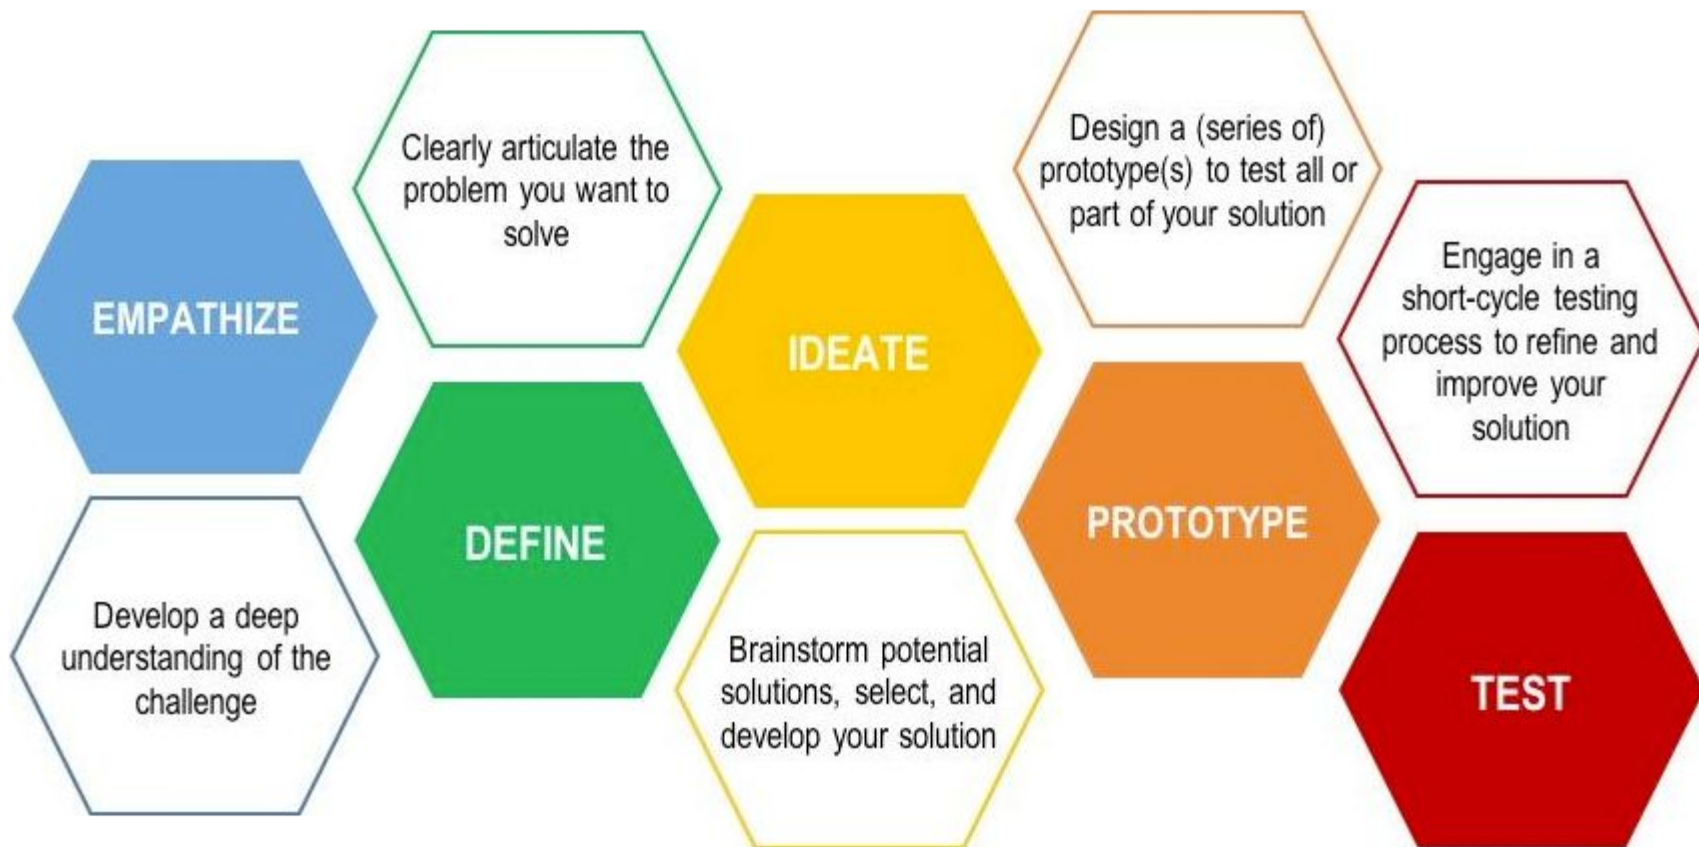 EMPATHIZE
Develop a deep
understanding of the
challenge
Clearly articulate the
problem you want to
solve
DEFINE
IDEATE
Brainstorm potential
solutions, select, and
develop your solution
Design a (series of)
prototype(s) to test all or
part of your solution
PROTOTYPE
Engage in a
short-cycle testing
process to refine and
improve your
solution
TEST